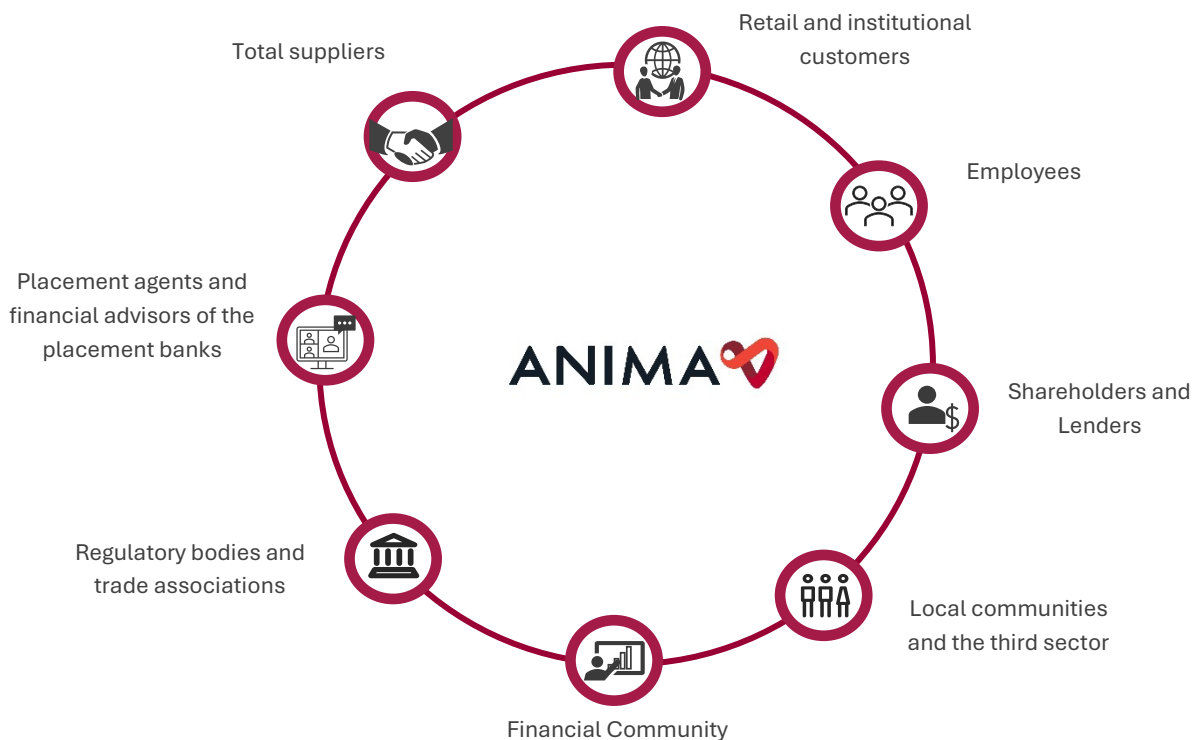 Retail and institutional
customers
Total suppliers
Employees
Placement agents and
financial advisors of the
placement banks
ANIMA
Shareholders and
Lenders
Regulatory bodies and
trade associations
Local communities
and the third sector
Financial Community